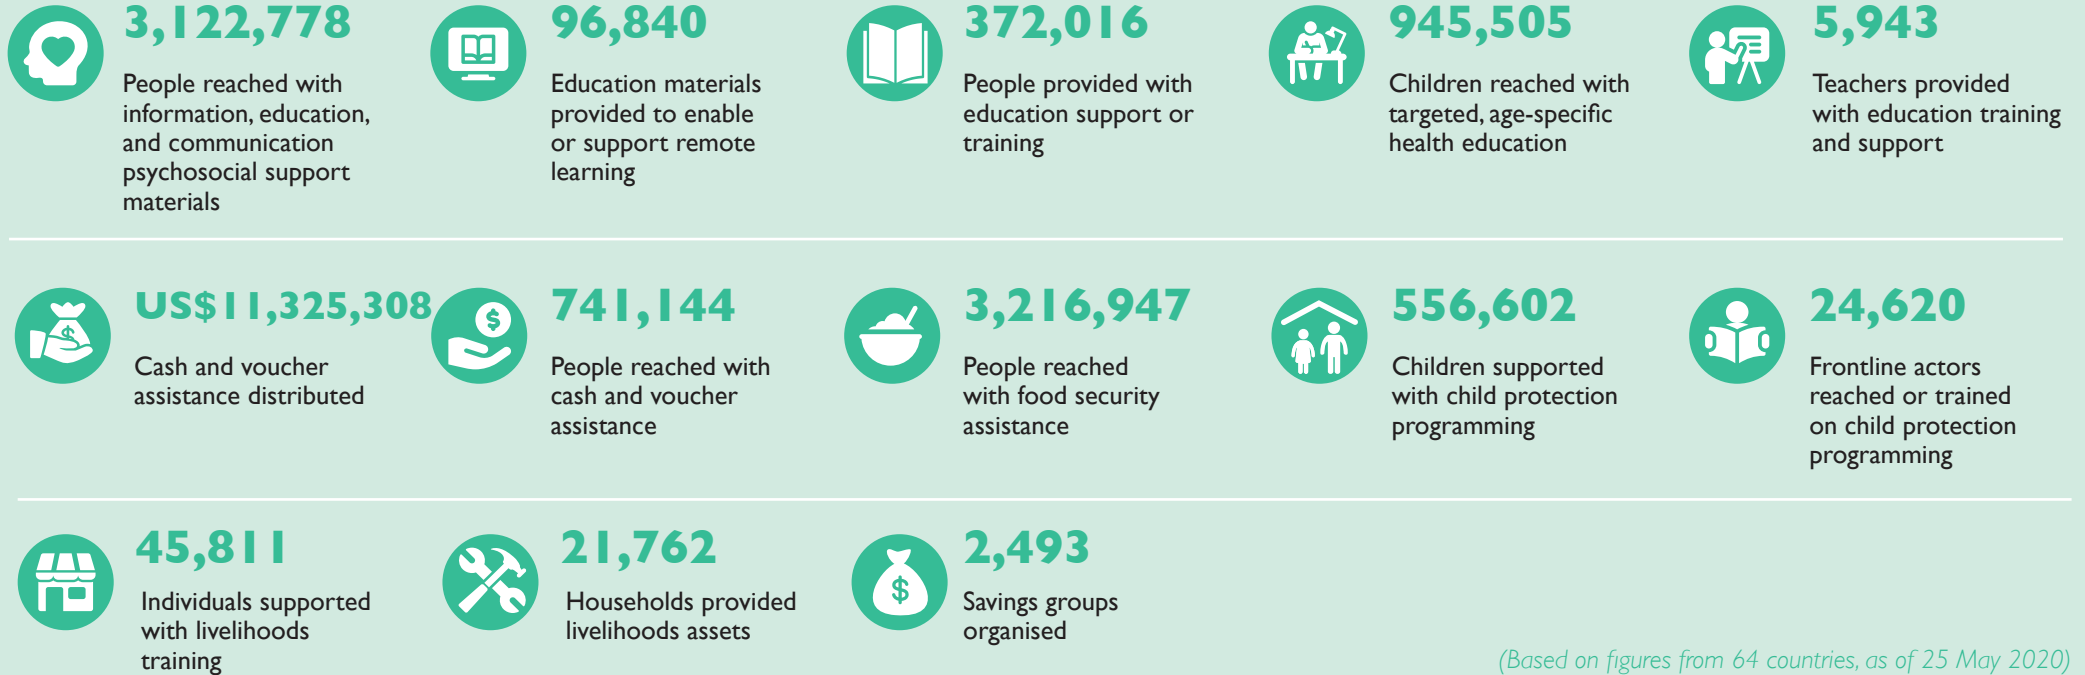 3,122,778
People reached with
information, education,
and communication
psychosocial support
materials
96,840
Education materials
provided to enable
or support remote
learning
372,016
People provided with
education support or
training
945,505
Children reached with
targeted, age-specific
health education
5,943
Teachers provided
with education training
and support
US$11,325,308
Cash and voucher
assistance distributed
$
$
741,144
People reached with
cash and voucher
assistance
3,216,947
People reached
with food security
assistance
556,602
Children supported
with child protection
programming
24,620
Frontline actors
reached or trained
on child protection
programming
45,811
Individuals supported
with livelihoods
training
21,762
Households provided
livelihoods assets
$
2,493
Savings groups
organised
(Based on figures from 64 countries, as of 25 May 2020)